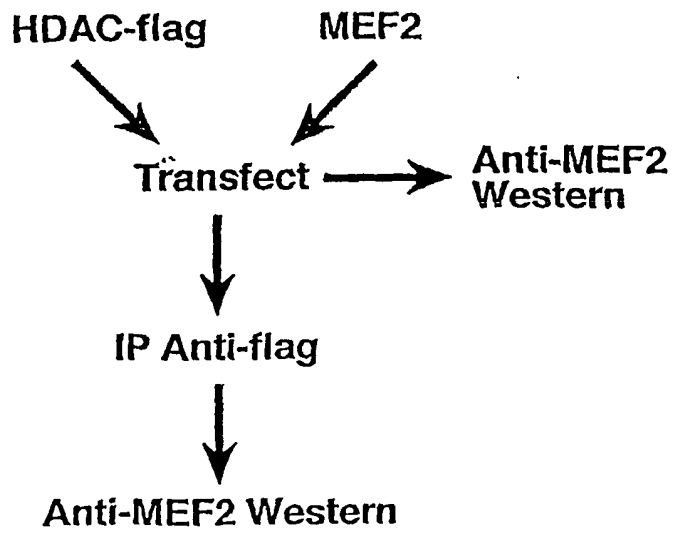 HDAC-flag
MEF2
Transfect
Anti-MEF2
Western
IP Anti-flag
Anti-MEF2 Western